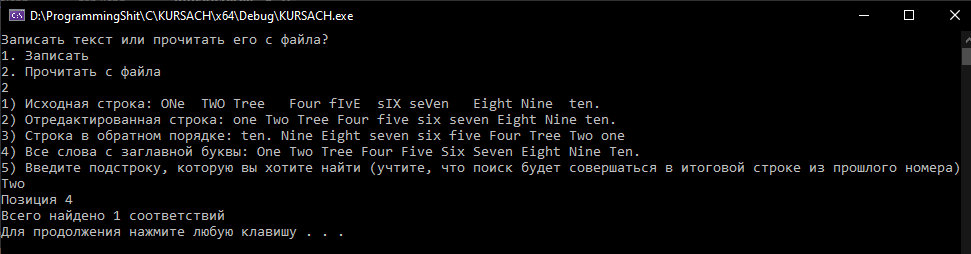 D:\ProgrammingShit\C\KURSACH\x64\Debug\KURSACH.exe
Записать текст или прочитать его с файла?
1. Записать
2. Прочитать с файла
2
1) Исходная строка: ONe  TWO Tree   Four fIvE  sIX seVen   Eight Nine  ten.
2) Отредактированная строка: one Two Tree Four five six seven Eight Nine ten.
3) Строка в обратном порядке: ten. Nine Eight seven six five Four Tree Two one
4) Все слова с заглавной буквы: One Two Tree Four Five Six Seven Eight Nine Ten.
5) Введите подстроку, которую вы хотите найти (учтите, что поиск будет совершаться в итоговой строке из прошлого номера)
Two
Позиция 4
Всего найдено 1 соответствий
Для продолжения нажмите любую клавишу . . .